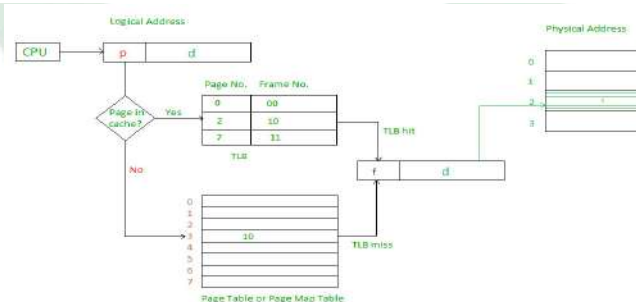 Logical Address
Physical Address
CPU
p d
0
1
2
3
Page in
cache?
Yes
No
Page No. Frame No.
0 00
2 10
7 11
TLB
TLB hit
f d
TLB miss
0
1
2
3 10
4
5
6
7
Page Table or Page Map Table